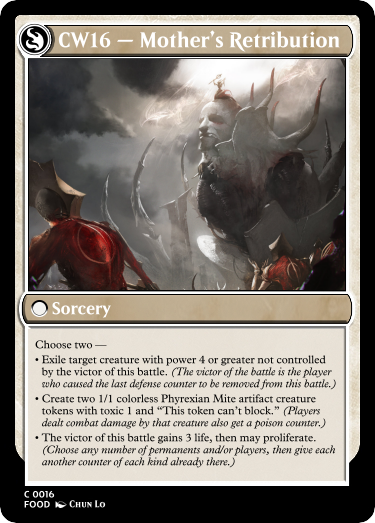 CW16 — Mother's Retribution
Sorcery
Choose two —
• Exile target creature with power 4 or greater not controlled
by the victor of this battle. (The victor of the battle is the player
who caused the last defense counter to be removed from this battle.)
• Create two 1/1 colorless Phyrexian Mite artifact creature
tokens with toxic 1 and “This token can't block.” (Players
dealt combat damage by that creature also get a poison counter.)
• The victor of this battle gains 3 life, then may proliferate.
(Choose any number of permanents and/or players, then give each
another counter of each kind already there.)
C 0016
FOOD Chun Lo